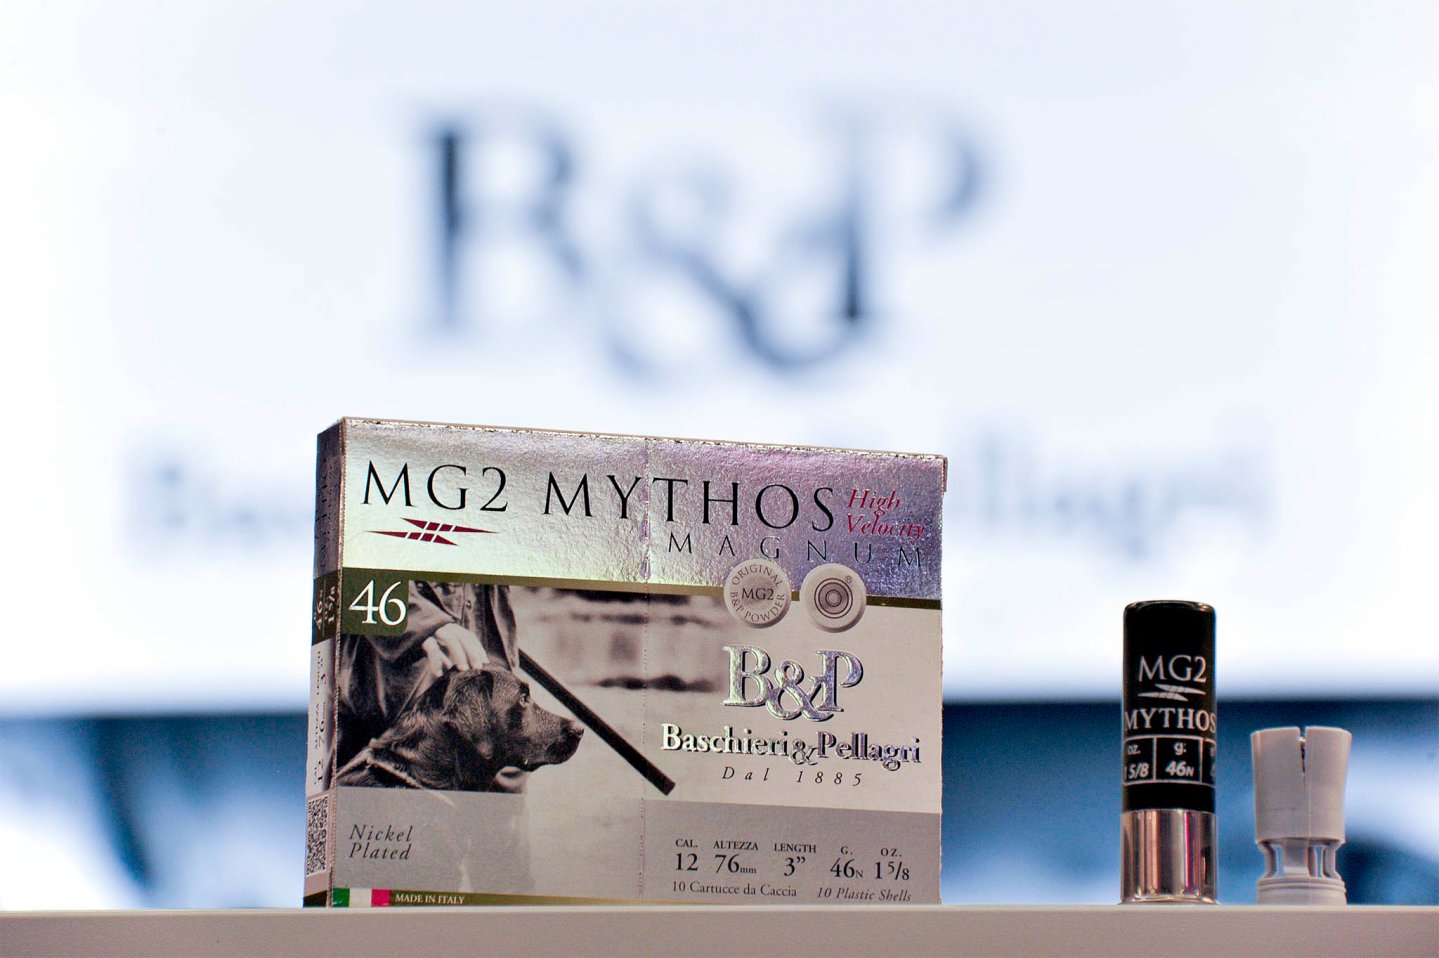 B&P
MG2 MYTHOS
High
Velocity
MAGNUM
46
ORIGINAL
MG2
B&P POWDER
®
B&P
Baschieri & Pellagri
Dal 1885
Nickel
Plated
CAL. ALTEZZA LENGTH G. OZ.
12 76mm 3” 46N 1 5/8
10 Cartucce da Caccia 10 Plastic Shells
MADE IN ITALY
MG2
MYTHOS
oz. g.
1 5/8 46N